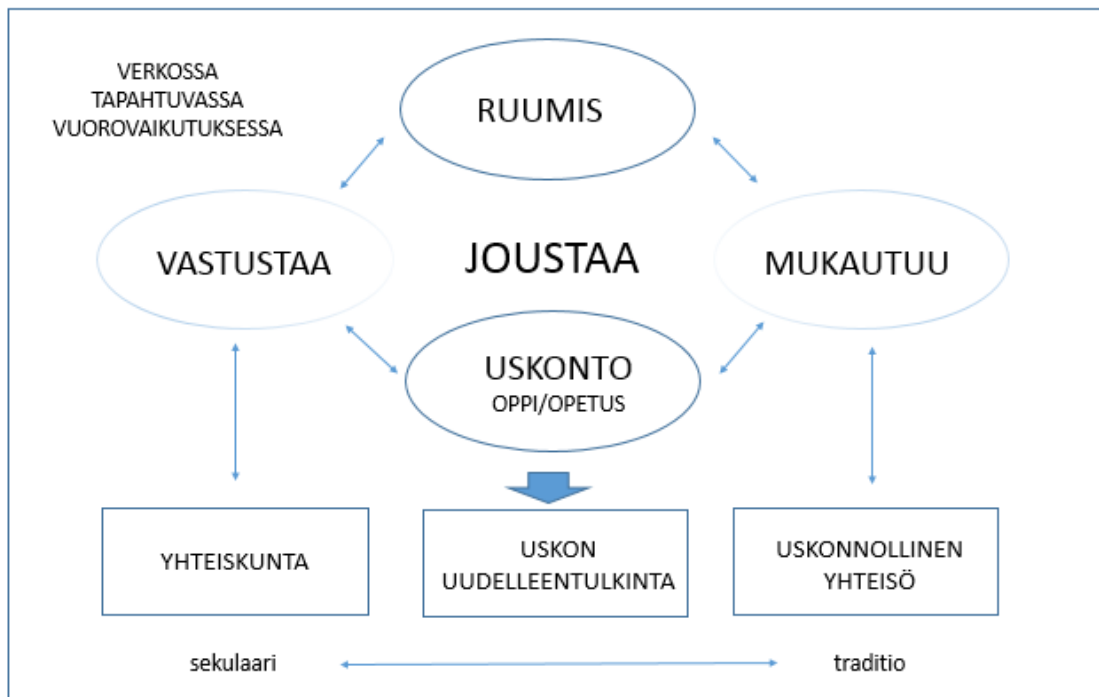 VERKOSSA
TAPAHTUVASSA
VUOROVAIKUTUKSESSA
RUUMIS
VASTUSTAA
JOUSTAA
MUKAUTUU
USKONTO
OPPI/OPETUS
YHTEISKUNTA
USKON
UUDELLEENTULKINTA
USKONNOLLINEN
YHTEISÖ
sekulaari
traditio